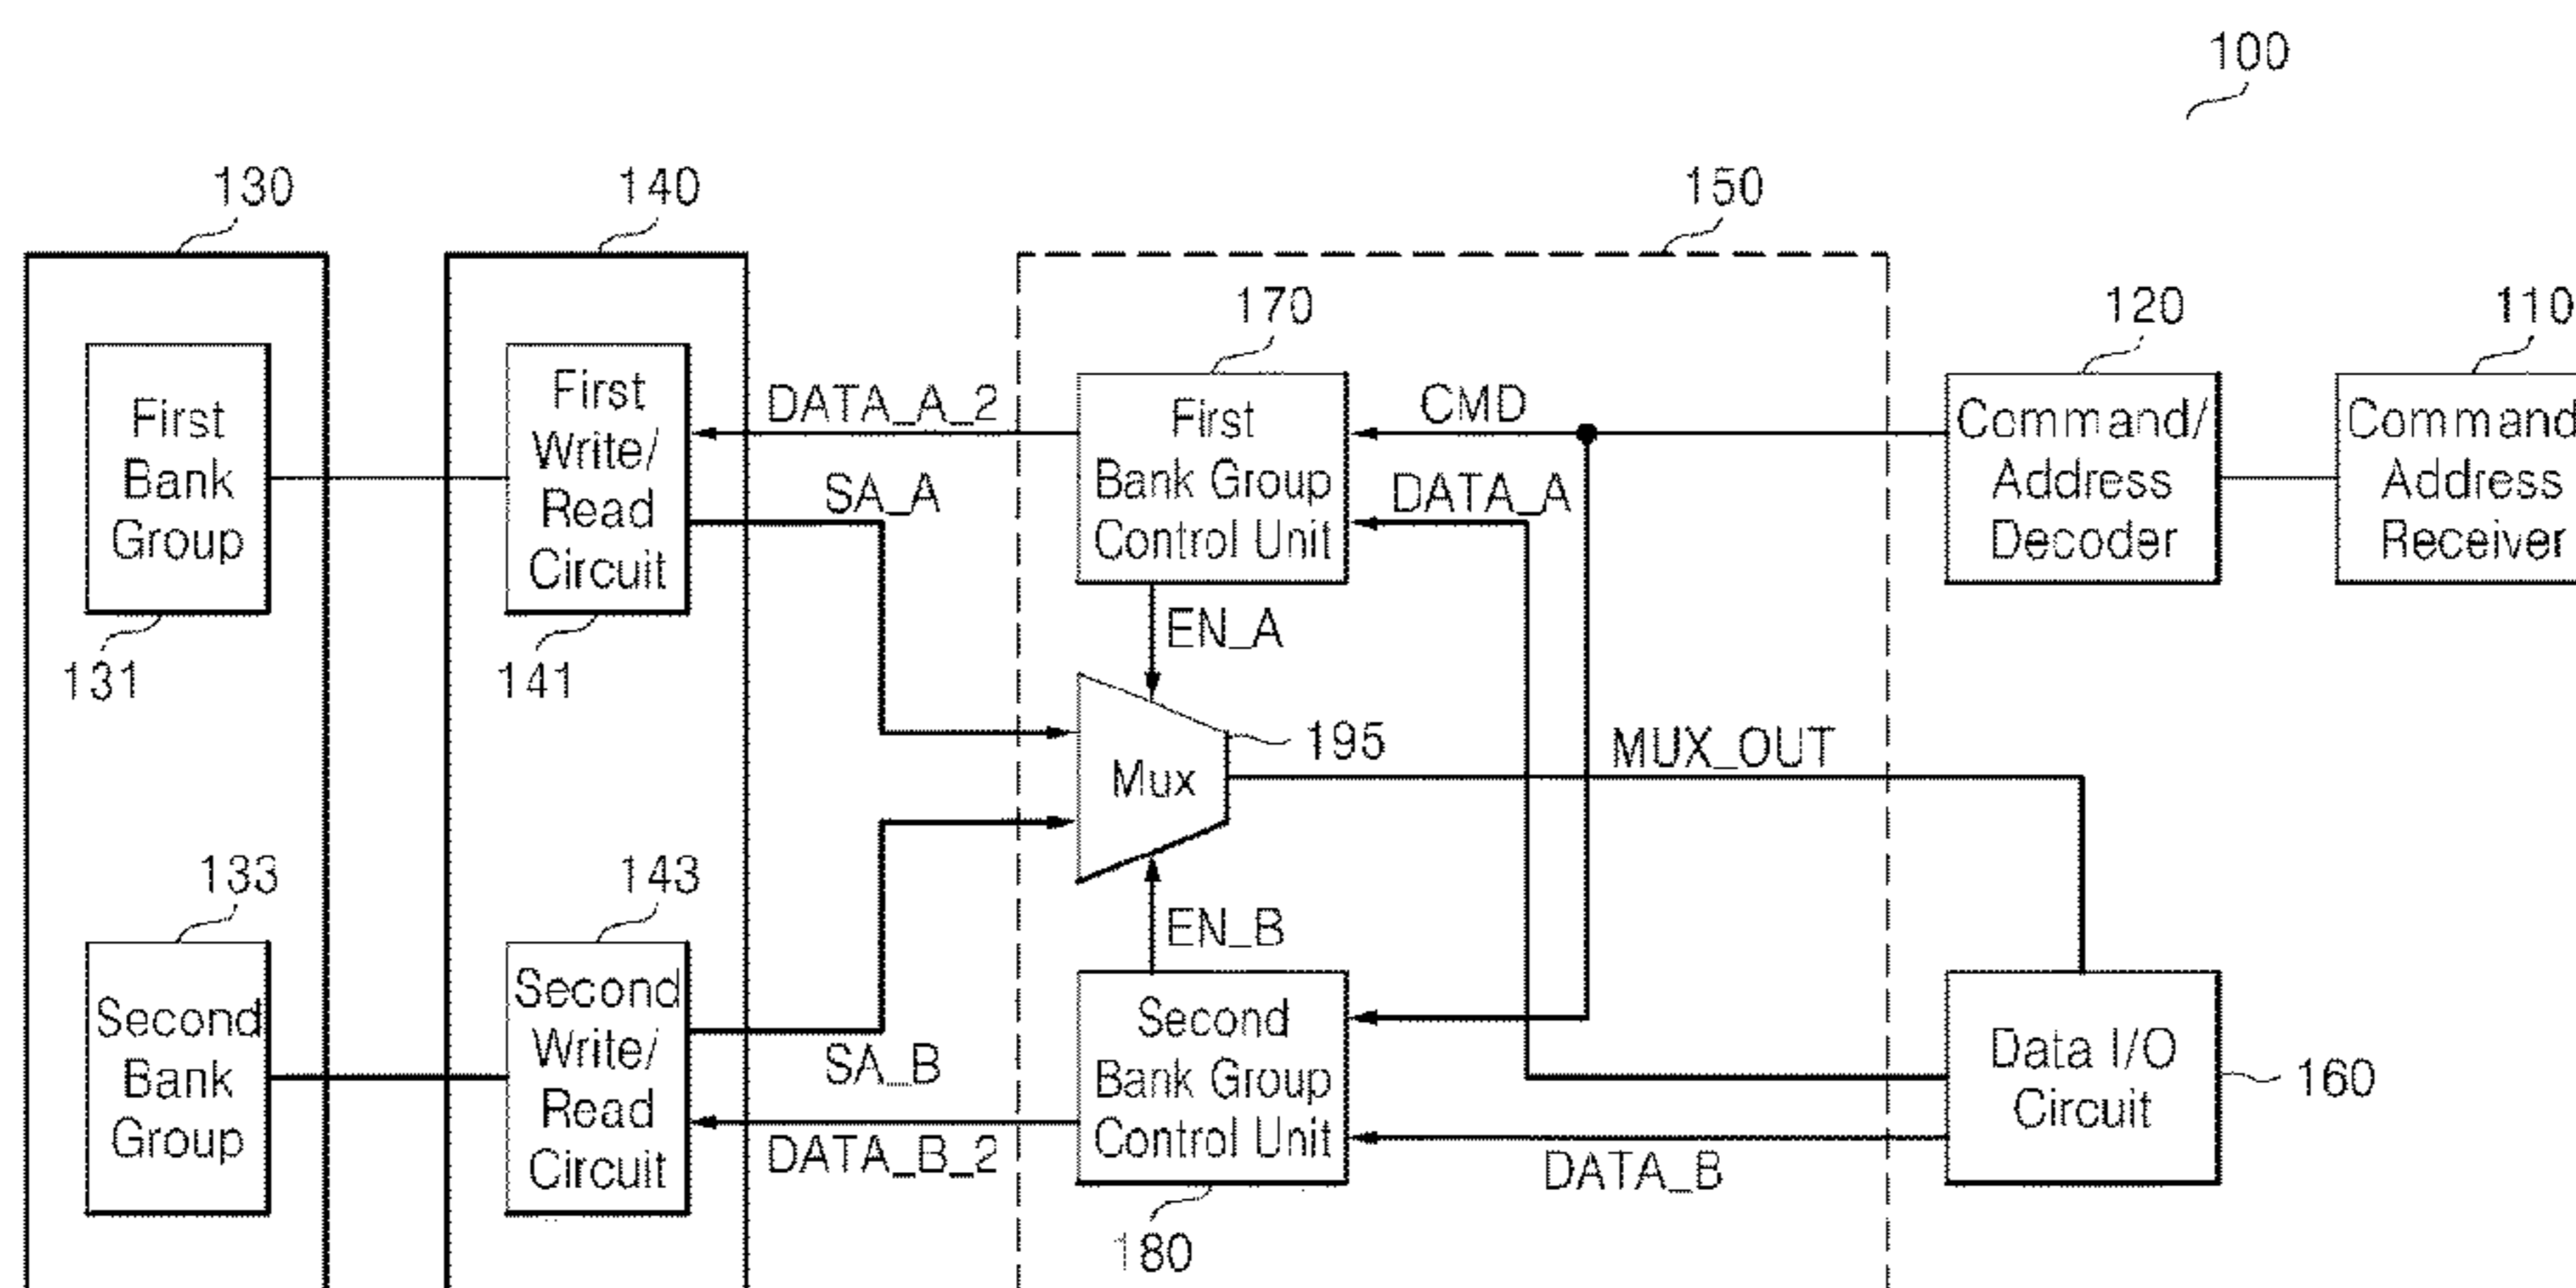 100
130
140
150
170
120
110
First
Bank
Group
131
First
Write/
Read
Circuit
141
DATA_A_2
SA_A
First
Bank Group
Control Unit
CMD
DATA_A
Command/
Address
Decoder
Command
Address
Receiver
EN_A
Mux
195
MUX_OUT
EN_B
133
143
Second
Bank
Group
Second
Write/
Read
Circuit
SA_B
DATA_B_2
Second
Bank Group
Control Unit
180
DATA_B
Data I/O
Circuit
160